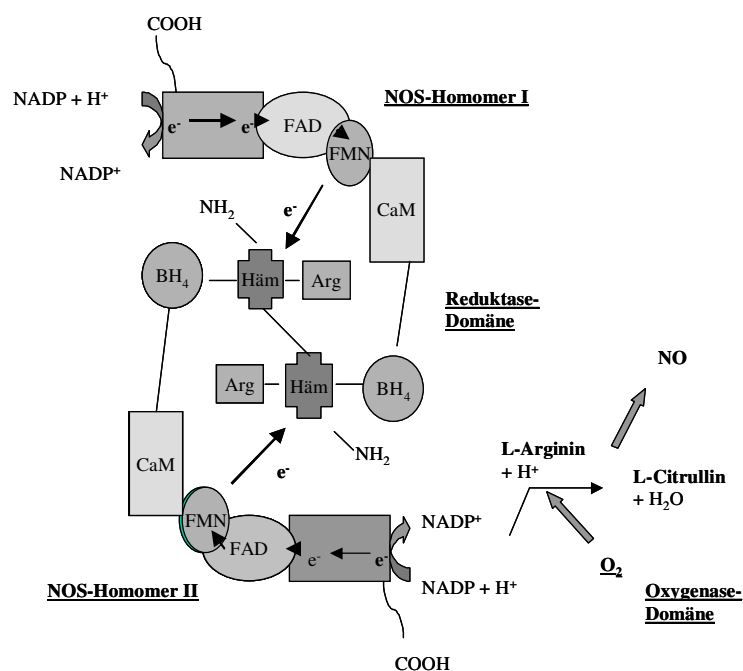 COOH
NADP + H⁺
e⁻
e⁻
FAD
FMN
NOS-Homomer I
NADP⁺
CaM
NH₂
e⁻
BH₄
Häm
Arg
Reduktase-
Domäne
NO
Arg
Häm
BH₄
L-Arginin
+ H⁺
CaM
NH₂
e⁻
L-Citrullin
+ H₂O
FMN
FAD
e⁻
e⁻
NADP⁺
O₂
NOS-Homomer II
NADP + H⁺
Oxygenase-
Domäne
COOH